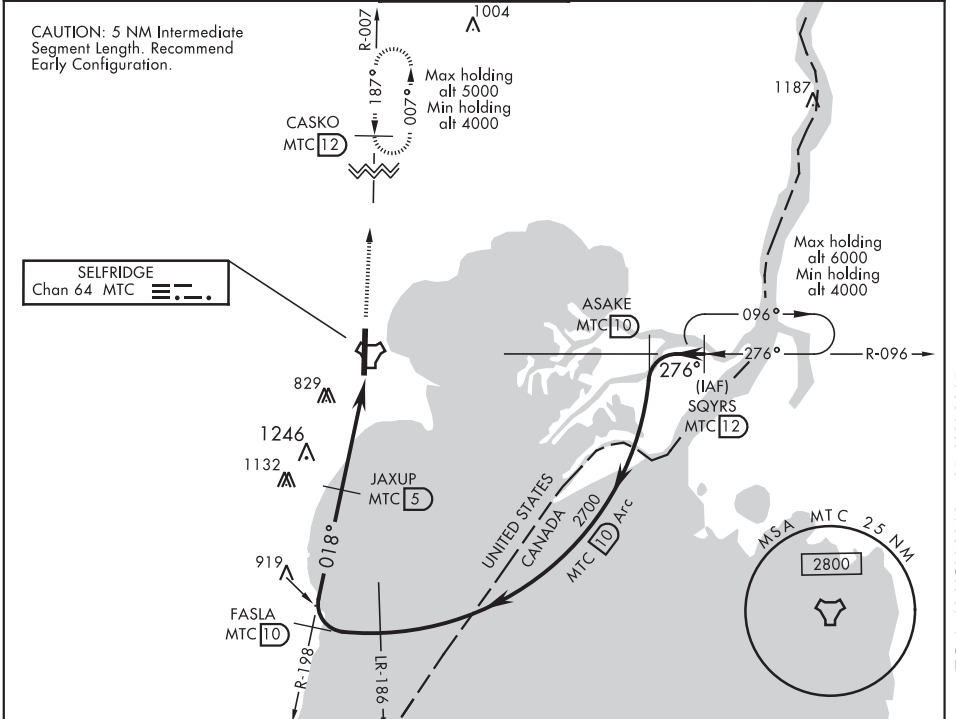 CAUTION: 5 NM Intermediate
Segment Length. Recommend
Early Configuration.
R-007
1004
187°
007°
Max holding
alt 5000
Min holding
alt 4000
CASKO
MTC 12
1187
SELFRIDGE
Chan 64 MTC
Max holding
alt 6000
Min holding
alt 4000
ASAKE
MTC 10
096°
276°
R-096
276°
(IAF)
SQYRS
MTC 12
829
1246
1132
JAXUP
MTC 5
018°
UNITED STATES
CANADA
2700
MTC 10 Arc
919
FASLA
MTC 10
R-198
LR-186
MSA MTC 25 NM
2800